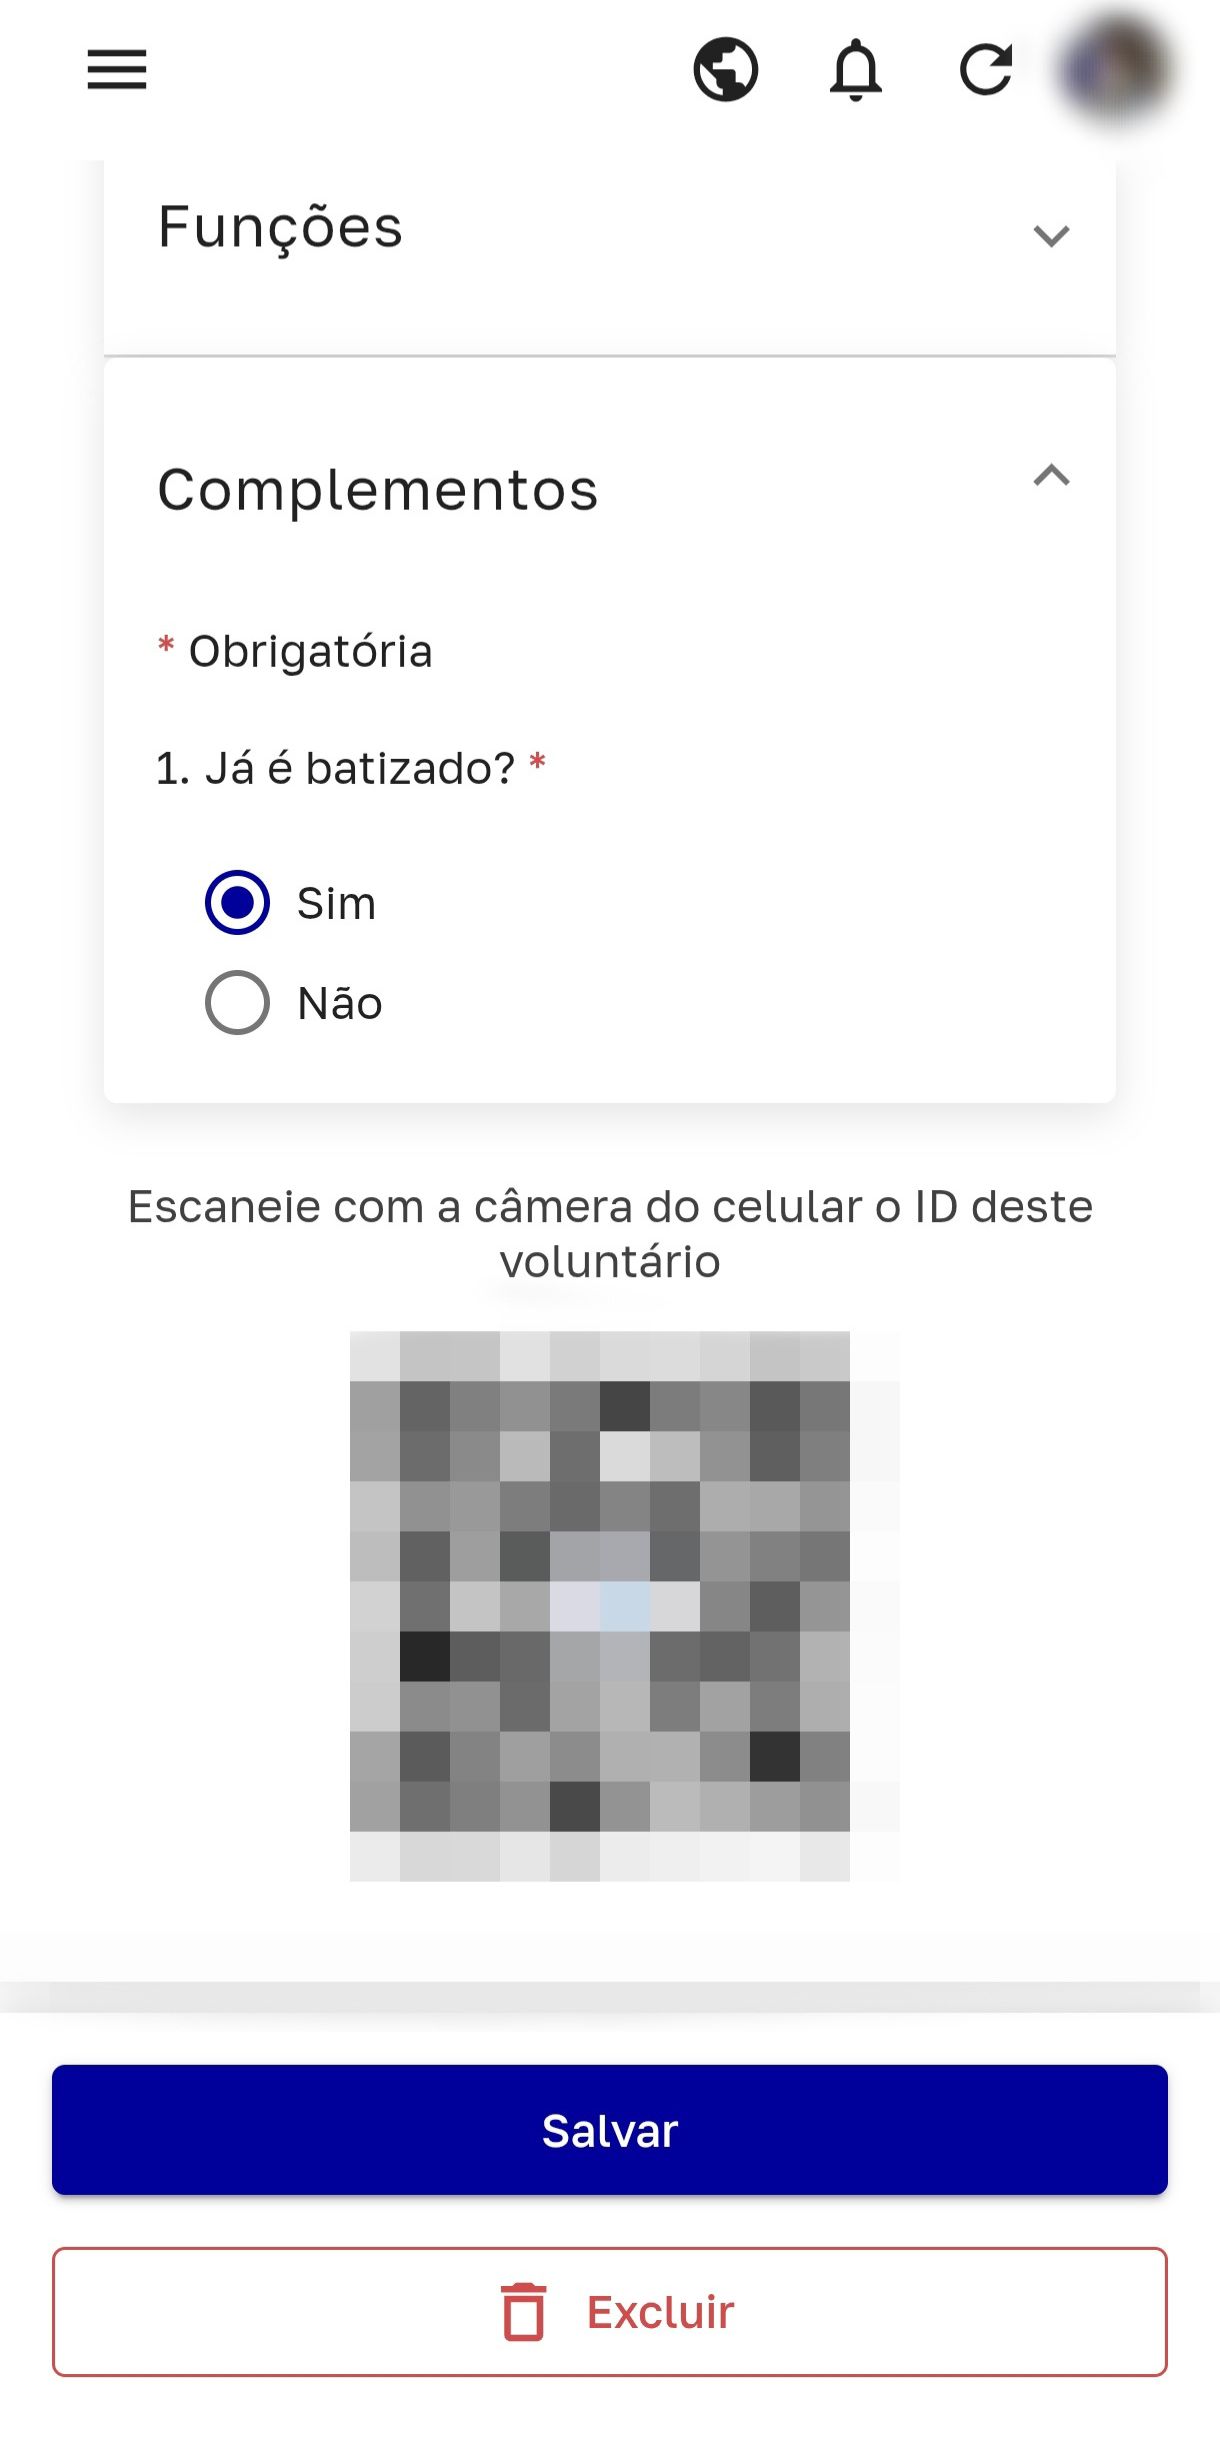 Funções
Complementos
* Obrigatória
1. Já é batizado? *
Sim
Não
Escaneie com a câmera do celular o ID deste
voluntário
Salvar
Excluir